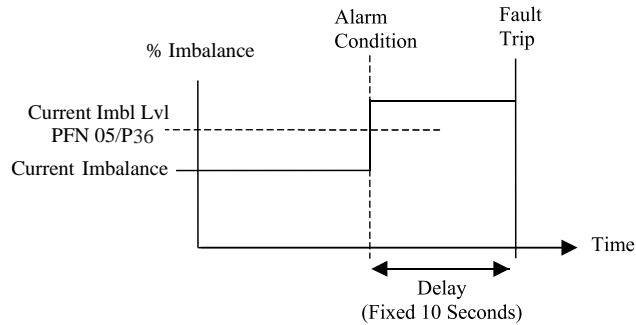 Alarm
Condition
Fault
Trip
% Imbalance
Current Imbl Lvl
PFN 05/P36
Current Imbalance
Time
Delay
(Fixed 10 Seconds)